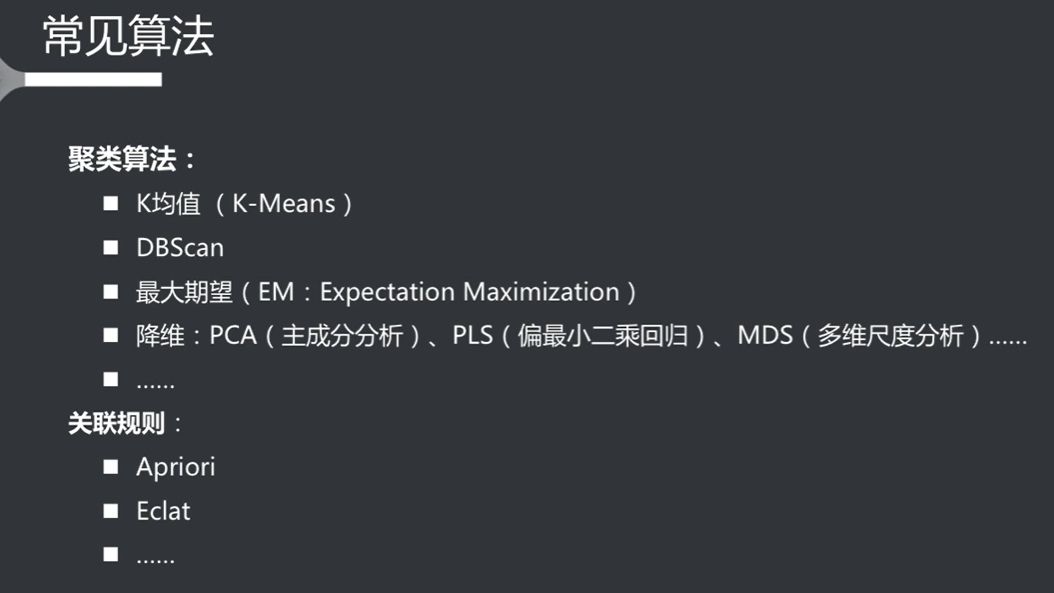 常见算法
聚类算法：
■ K均值 （K-Means）
■ DBScan
■ 最大期望（EM：Expectation Maximization）
■ 降维：PCA（主成分分析）、PLS（偏最小二乘回归）、MDS（多维尺度分析）……
■ ……
关联规则：
■ Apriori
■ Eclat
■ ……